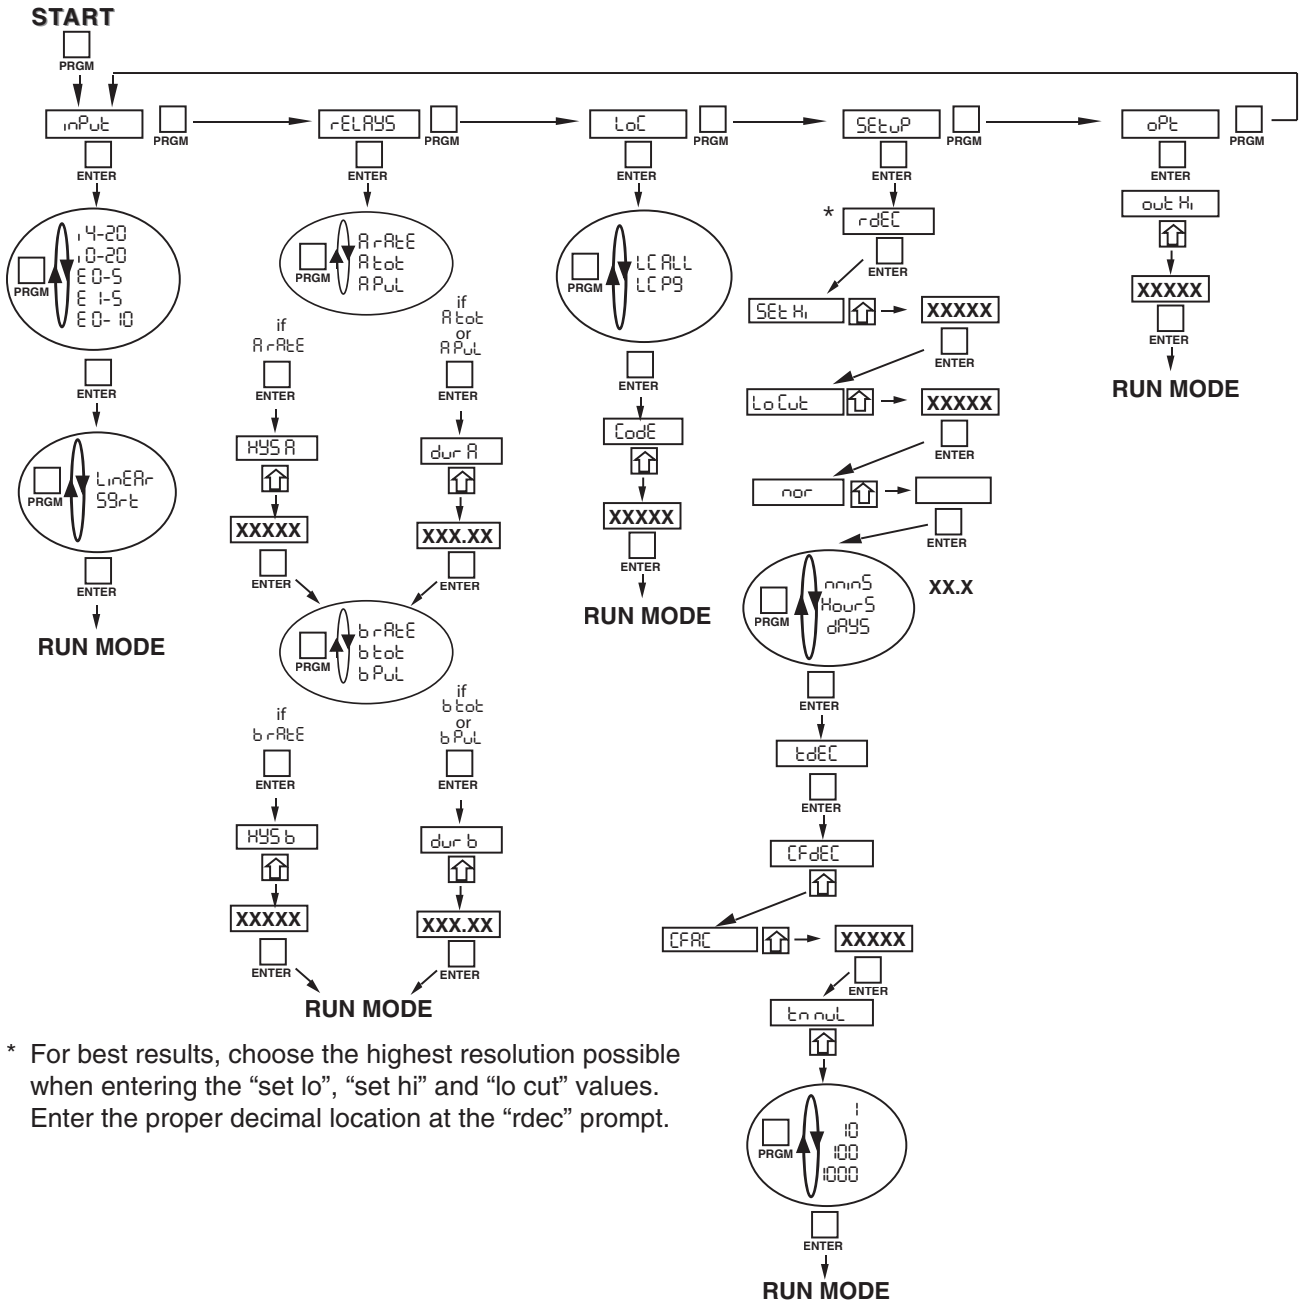 START
PRGM
inPut
PRGM
rELAYS
PRGM
LoC
PRGM
SEtuP
PRGM
oPt
PRGM
ENTER
i 4-20
i 0-20
E 0-5
E 1-5
E 0-10
PRGM
ENTER
LinEAr
S9rt
PRGM
ENTER
RUN MODE
ENTER
A rAtE
A tot
A PuL
PRGM
if
A rAtE
ENTER
HYS A
XXXXX
ENTER
if
A tot
or
A PuL
ENTER
dur A
XXX.XX
ENTER
b rAtE
b tot
b PuL
PRGM
if
b rAtE
ENTER
HYS b
XXXXX
ENTER
if
b tot
or
b PuL
ENTER
dur b
XXX.XX
ENTER
RUN MODE
ENTER
LC ALL
LC P9
PRGM
ENTER
CodE
XXXXX
ENTER
RUN MODE
ENTER
* rdEC
ENTER
SEt Hi
XXXXX
ENTER
Lo Cut
XXXXX
ENTER
nor
ENTER
XX.X
nninS
HourS
dAYS
PRGM
ENTER
tdEC
ENTER
CFdEC
CFAC
XXXXX
ENTER
tn nuL
1
10
100
1000
PRGM
ENTER
RUN MODE
ENTER
out Hi
XXXXX
ENTER
RUN MODE
* For best results, choose the highest resolution possible
when entering the “set lo”, “set hi” and “lo cut” values.
Enter the proper decimal location at the “rdec” prompt.